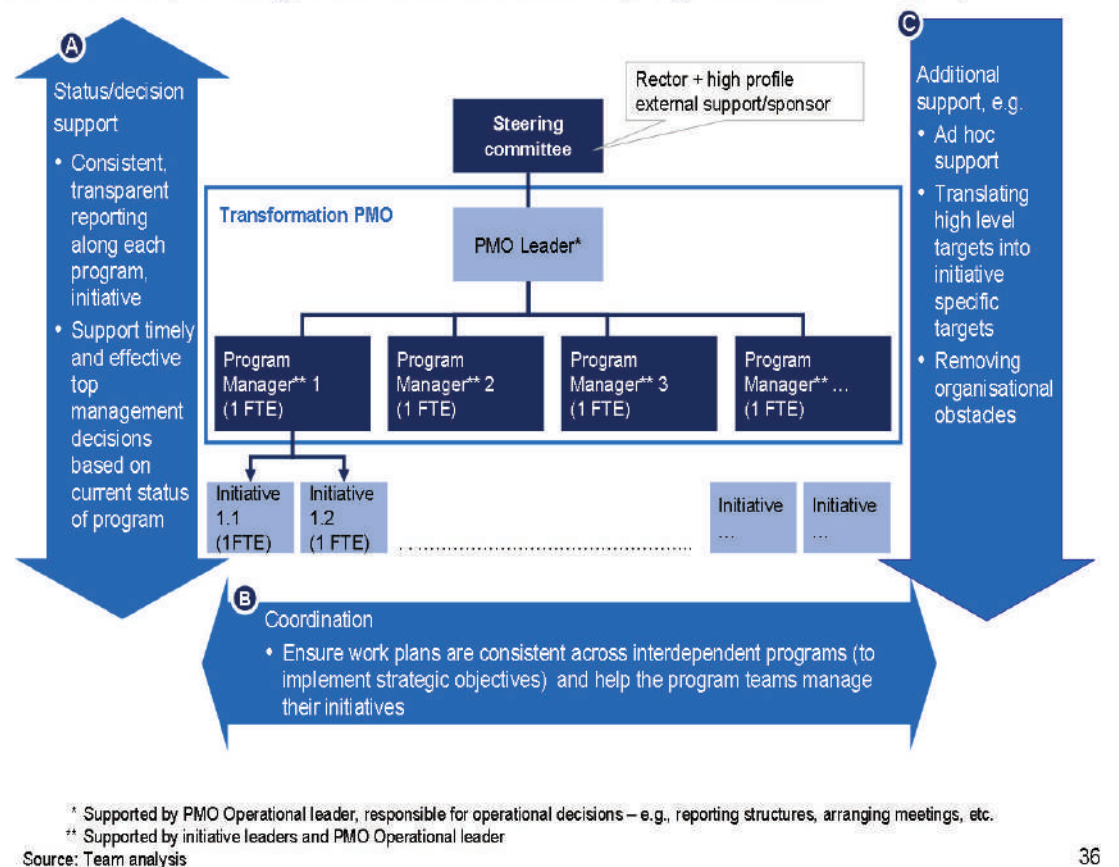 A
Status/decision
support
• Consistent,
transparent
reporting
along each
program,
initiative
• Support timely
and effective
top
management
decisions
based on
current status
of program
Rector + high profile
external support/sponsor
Steering
committee
Transformation PMO
PMO Leader*
Program
Manager** 1
(1 FTE)
Program
Manager** 2
(1 FTE)
Program
Manager** 3
(1 FTE)
Program
Manager** ...
(1 FTE)
Initiative
1.1
(1FTE)
Initiative
1.2
(1 FTE)
Initiative
...
Initiative
...
C
Additional
support, e.g.
• Ad hoc
support
• Translating
high level
targets into
initiative
specific
targets
• Removing
organisational
obstacles
B
Coordination
• Ensure work plans are consistent across interdependent programs (to
implement strategic objectives) and help the program teams manage
their initiatives
* Supported by PMO Operational leader, responsible for operational decisions – e.g., reporting structures, arranging meetings, etc.
** Supported by initiative leaders and PMO Operational leader
Source: Team analysis
36